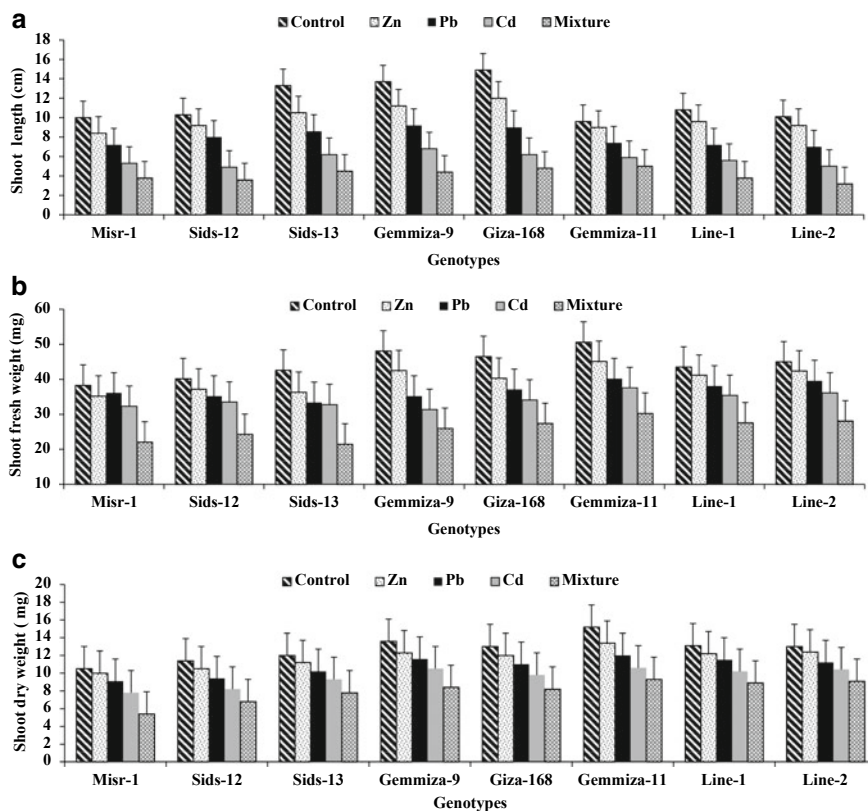 a
Control Zn Pb Cd Mixture
Shoot length (cm)
18
16
14
12
10
8
6
4
2
0
Misr-1 Sids-12 Sids-13 Gemmiza-9 Giza-168 Gemmiza-11 Line-1 Line-2
Genotypes
b
Control Zn Pb Cd Mixture
Shoot fresh weight (mg)
60
50
40
30
20
10
Misr-1 Sids-12 Sids-13 Gemmiza-9 Giza-168 Gemmiza-11 Line-1 Line-2
Genotypes
c
Control Zn Pb Cd Mixture
Shoot dry weight ( mg)
20
18
16
14
12
10
8
6
4
2
0
Misr-1 Sids-12 Sids-13 Gemmiza-9 Giza-168 Gemmiza-11 Line-1 Line-2
Genotypes